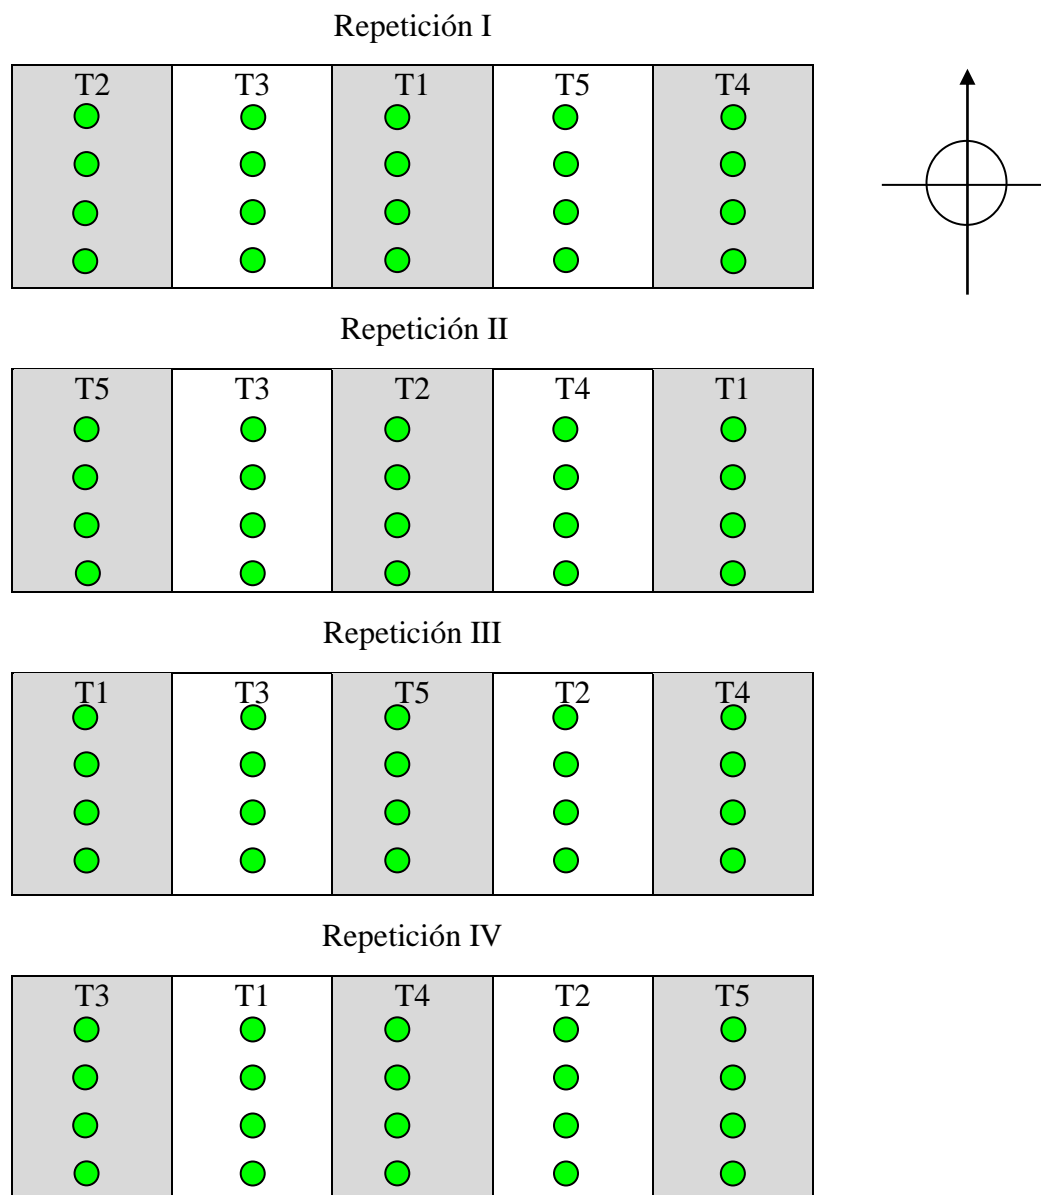 Repetición I
T2 T3 T1 T5 T4
Repetición II
T5 T3 T2 T4 T1
Repetición III
T1 T3 T5 T2 T4
Repetición IV
T3 T1 T4 T2 T5